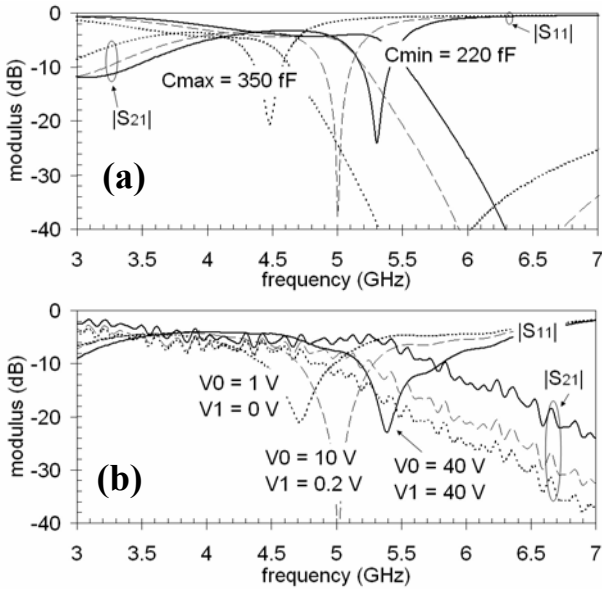 0
-10
-20
-30
-40
modulus (dB)
|S11|
Cmax = 350 fF
Cmin = 220 fF
|S21|
(a)
3 3.5 4 4.5 5 5.5 6 6.5 7
frequency (GHz)
0
-10
-20
-30
-40
modulus (dB)
|S11|
|S21|
V0 = 1 V
V1 = 0 V
V0 = 10 V
V1 = 0.2 V
V0 = 40 V
V1 = 40 V
(b)
3 3.5 4 4.5 5 5.5 6 6.5 7
frequency (GHz)